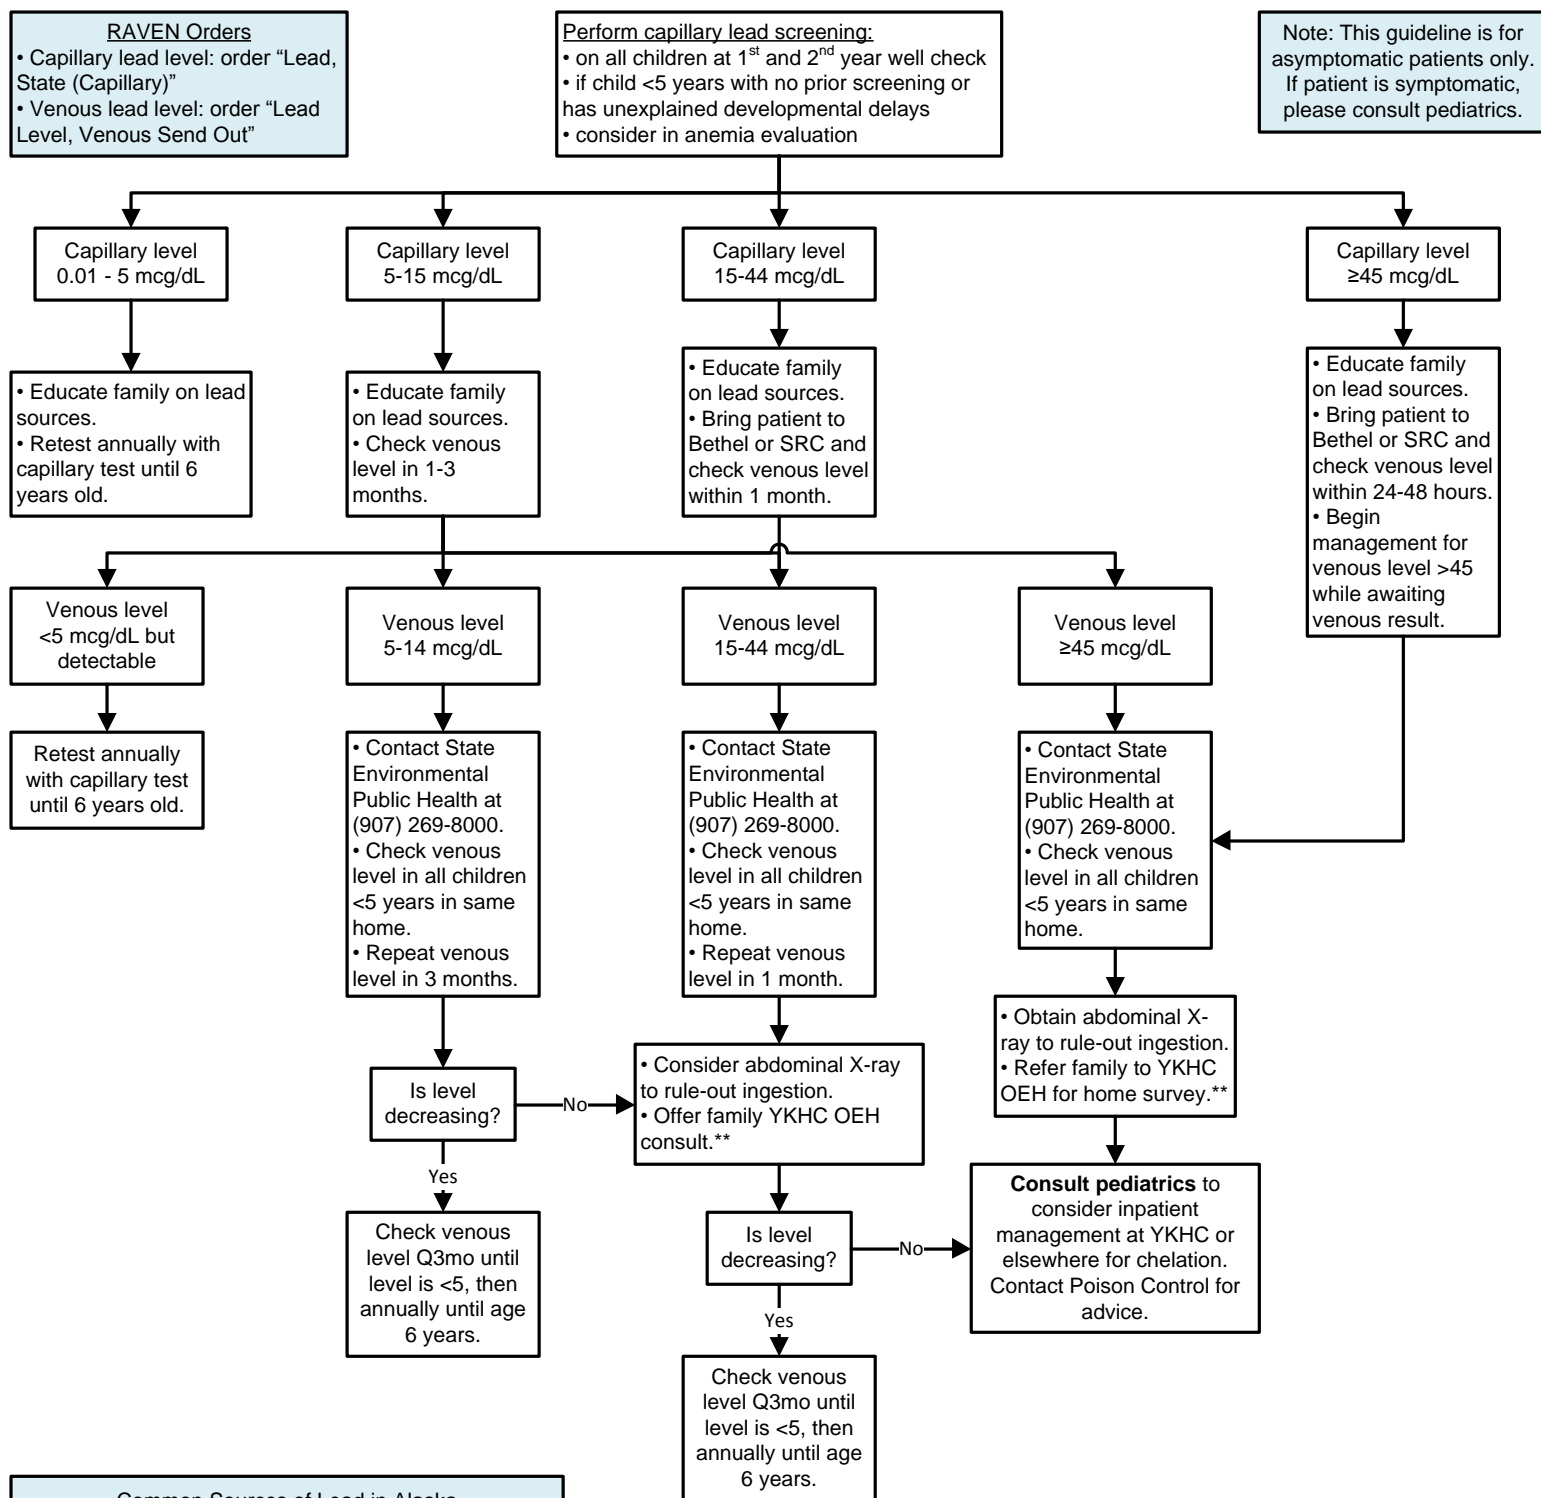 RAVEN Orders
• Capillary lead level: order “Lead,
State (Capillary)”
• Venous lead level: order “Lead
Level, Venous Send Out”
Perform capillary lead screening:
• on all children at 1st and 2nd year well check
• if child <5 years with no prior screening or
has unexplained developmental delays
• consider in anemia evaluation
Note: This guideline is for
asymptomatic patients only.
If patient is symptomatic,
please consult pediatrics.
Capillary level
0.01 - 5 mcg/dL
Capillary level
5-15 mcg/dL
Capillary level
15-44 mcg/dL
Capillary level
≥45 mcg/dL
• Educate family on lead
sources.
• Retest annually with
capillary test until 6
years old.
• Educate family
on lead sources.
• Check venous
level in 1-3
months.
• Educate family
on lead sources.
• Bring patient to
Bethel or SRC and
check venous level
within 1 month.
• Educate family
on lead sources.
• Bring patient to
Bethel or SRC and
check venous level
within 24-48 hours.
• Begin
management for
venous level >45
while awaiting
venous result.
Venous level
<5 mcg/dL but
detectable
Venous level
5-14 mcg/dL
Venous level
15-44 mcg/dL
Venous level
≥45 mcg/dL
Retest annually
with capillary test
until 6 years old.
• Contact State
Environmental
Public Health at
(907) 269-8000.
• Check venous
level in all children
<5 years in same
home.
• Repeat venous
level in 3 months.
• Contact State
Environmental
Public Health at
(907) 269-8000.
• Check venous
level in all children
<5 years in same
home.
• Repeat venous
level in 1 month.
• Contact State
Environmental
Public Health at
(907) 269-8000.
• Check venous
level in all children
<5 years in same
home.
Is level
decreasing?
No
• Consider abdominal X-ray
to rule-out ingestion.
• Offer family YKHC OEH
consult.**
• Obtain abdominal X-
ray to rule-out ingestion.
• Refer family to YKHC
OEH for home survey.**
Yes
Check venous
level Q3mo until
level is <5, then
annually until age
6 years.
Is level
decreasing?
No
Consult pediatrics to
consider inpatient
management at YKHC or
elsewhere for chelation.
Contact Poison Control for
advice.
Yes
Check venous
level Q3mo until
level is <5, then
annually until age
6 years.
Common Sources of Lead in Alaska